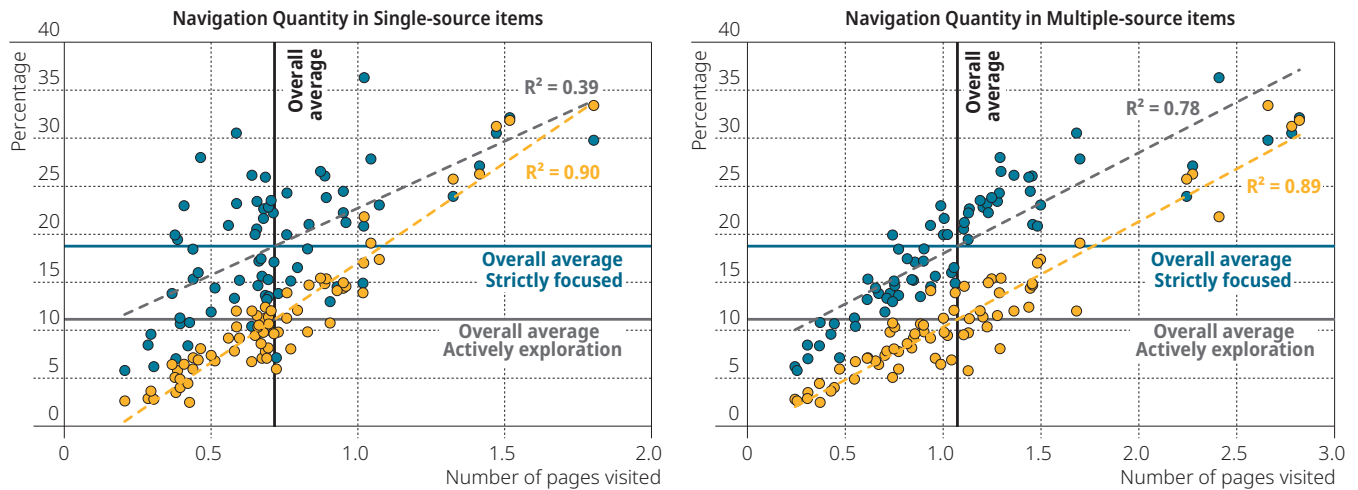 Navigation Quantity in Single-source items
40
35
30
25
20
15
10
5
0
Percentage
Overall
average
R² = 0.39
R² = 0.90
Overall average
Strictly focused
Overall average
Actively exploration
0
0.5
1.0
1.5
2.0
Number of pages visited
Navigation Quantity in Multiple-source items
40
35
30
25
20
15
10
5
0
Percentage
Overall
average
R² = 0.78
R² = 0.89
Overall average
Strictly focused
Overall average
Actively exploration
0
0.5
1.0
1.5
2.0
2.5
3.0
Number of pages visited